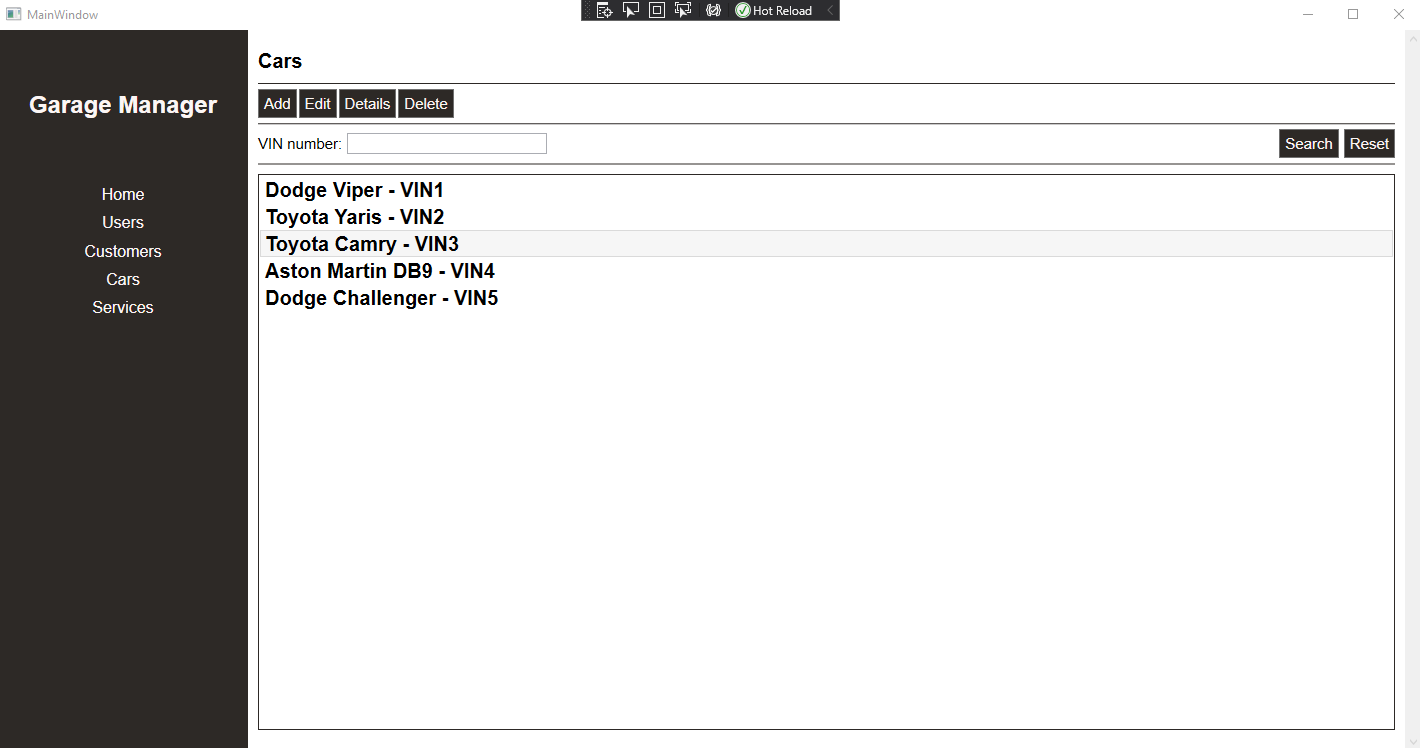 MainWindow
Hot Reload
Garage Manager
Home
Users
Customers
Cars
Services
Cars
Add Edit Details Delete
VIN number: Search Reset
Dodge Viper - VIN1
Toyota Yaris - VIN2
Toyota Camry - VIN3
Aston Martin DB9 - VIN4
Dodge Challenger - VIN5